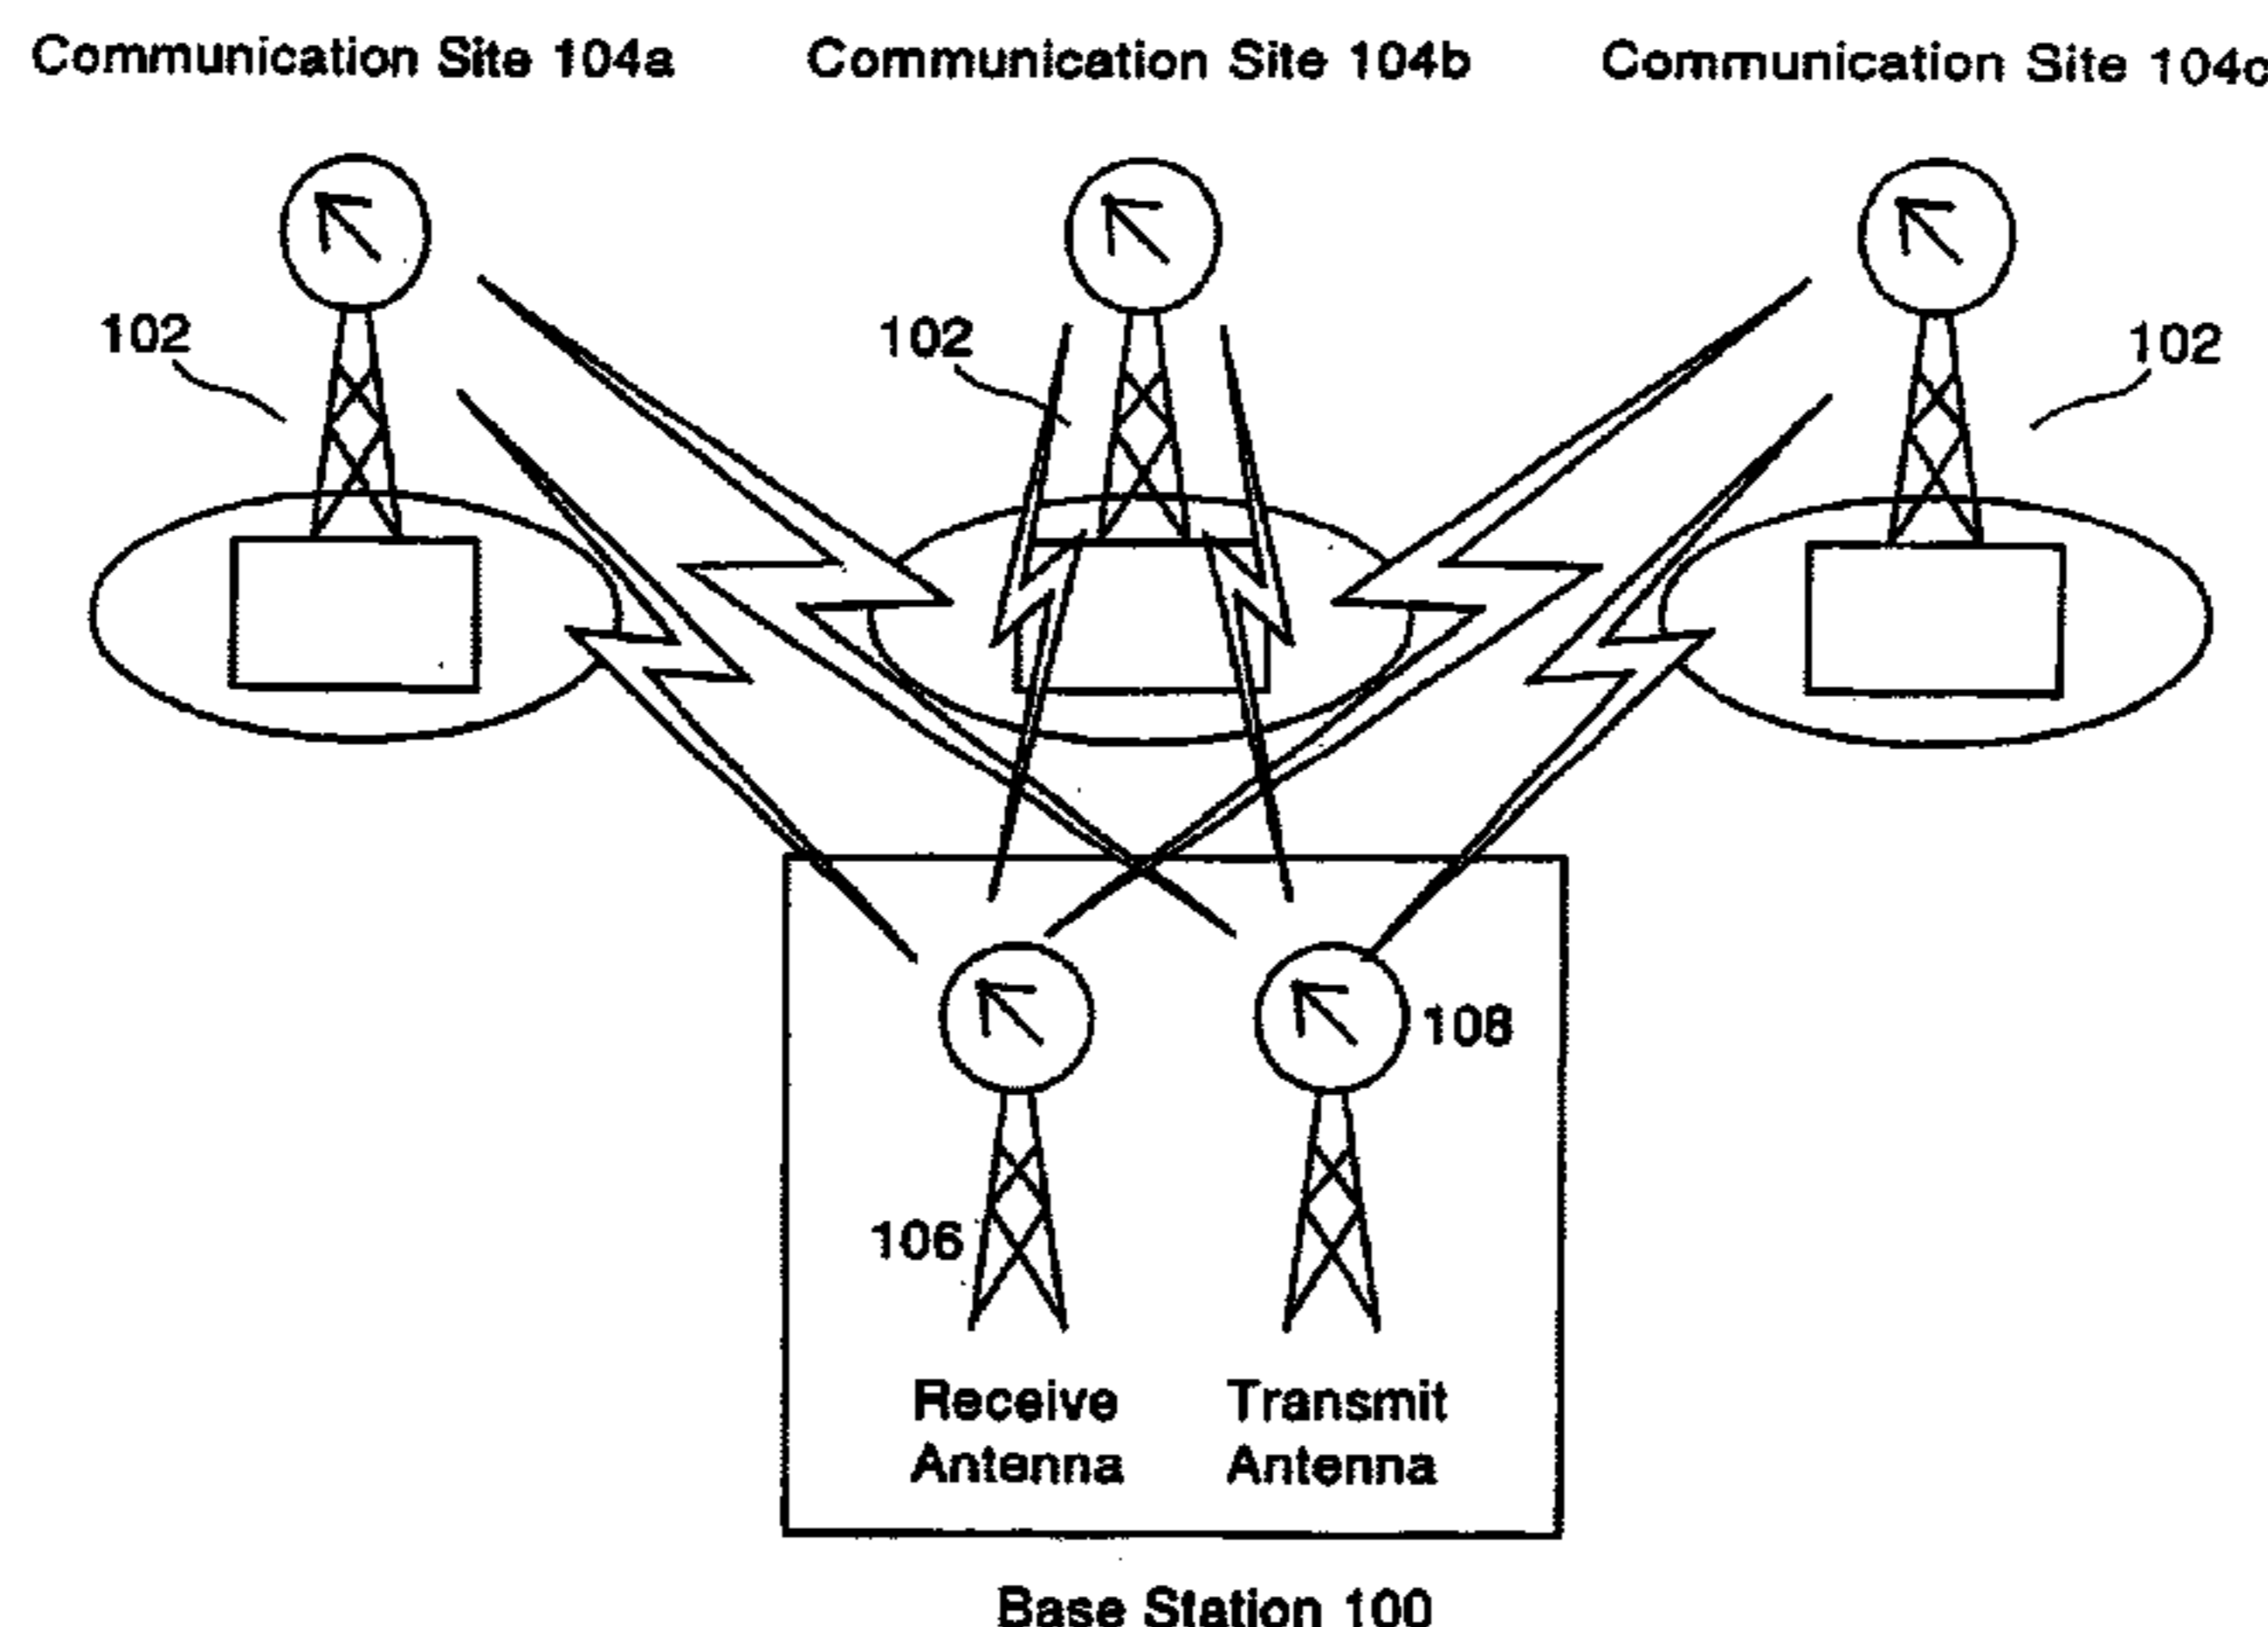 Communication Site 104a
Communication Site 104b
Communication Site 104c
102
102
102
108
106
Receive
Antenna
Transmit
Antenna
Base Station 100